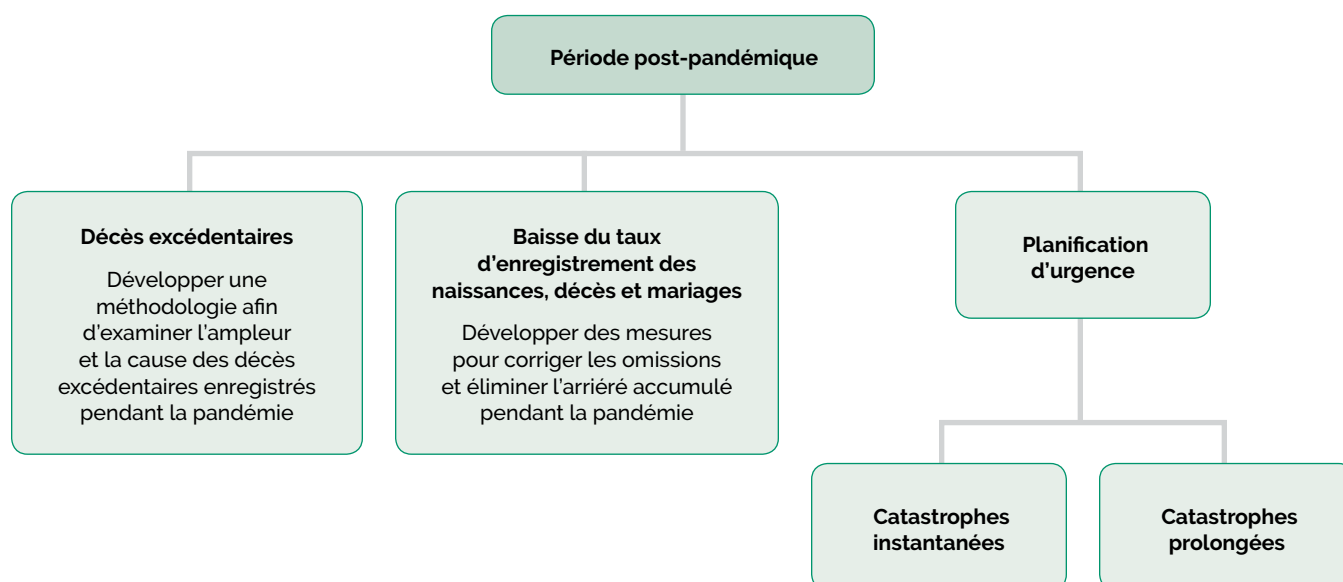 Période post-pandémique
Décès excédentaires
Développer une
méthodologie afin
d'examiner l'ampleur
et la cause des décès
excédentaires enregistrés
pendant la pandémie
Baisse du taux
d'enregistrement des
naissances, décès et mariages
Développer des mesures
pour corriger les omissions
et éliminer l'arriéré accumulé
pendant la pandémie
Planification
d'urgence
Catastrophes
instantanées
Catastrophes
prolongées